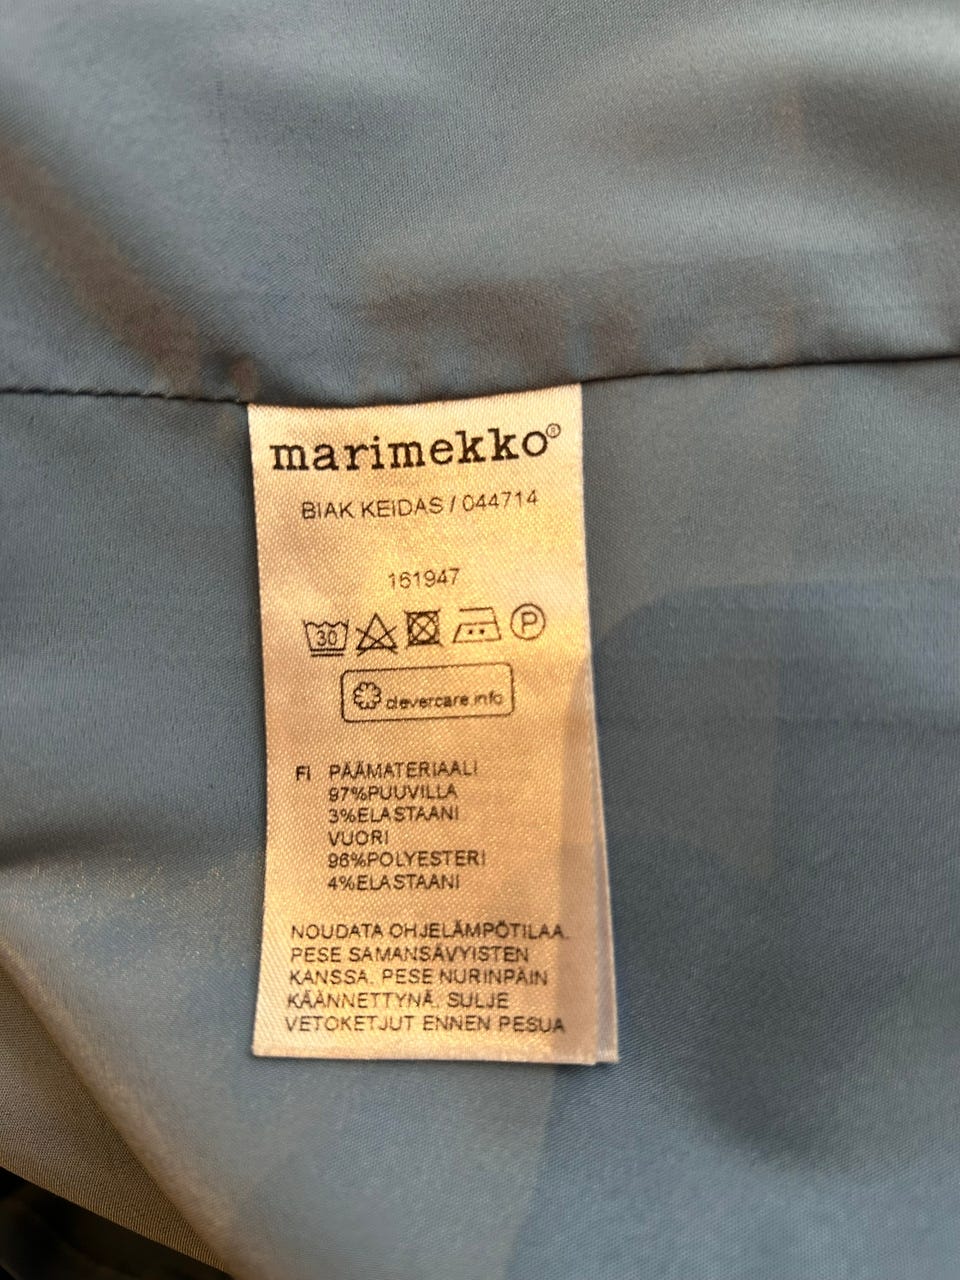 marimekko®
BIAK KEIDAS / 044714
161947
30 P
clevercare.info
FI PÄÄMATERIAALI
97%PUUVILLA
3%ELASTAANI
VUORI
96%POLYESTERI
4%ELASTAANI
NOUDATA OHJELÄMPÖTILAA.
PESE SAMANSÄVYISTEN
KANSSA. PESE NURINPÄIN
KÄÄNNETTYNÄ. SULJE
VETOKETJUT ENNEN PESUA